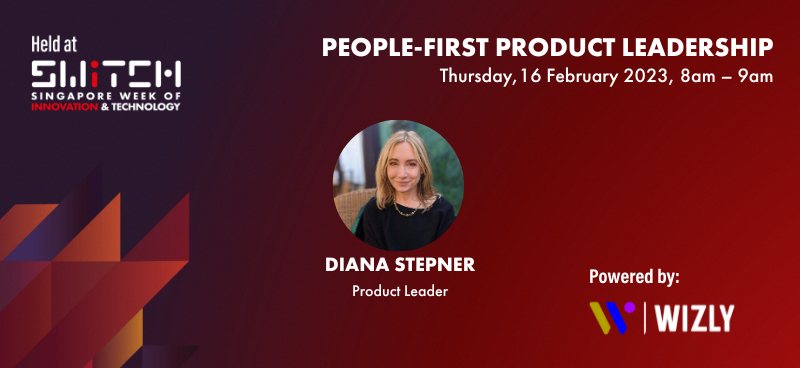 Held at
SWiTCH
SINGAPORE WEEK OF
INNOVATION & TECHNOLOGY
PEOPLE-FIRST PRODUCT LEADERSHIP
Thursday, 16 February 2023, 8am – 9am
DIANA STEPNER
Product Leader
Powered by:
WIZLY